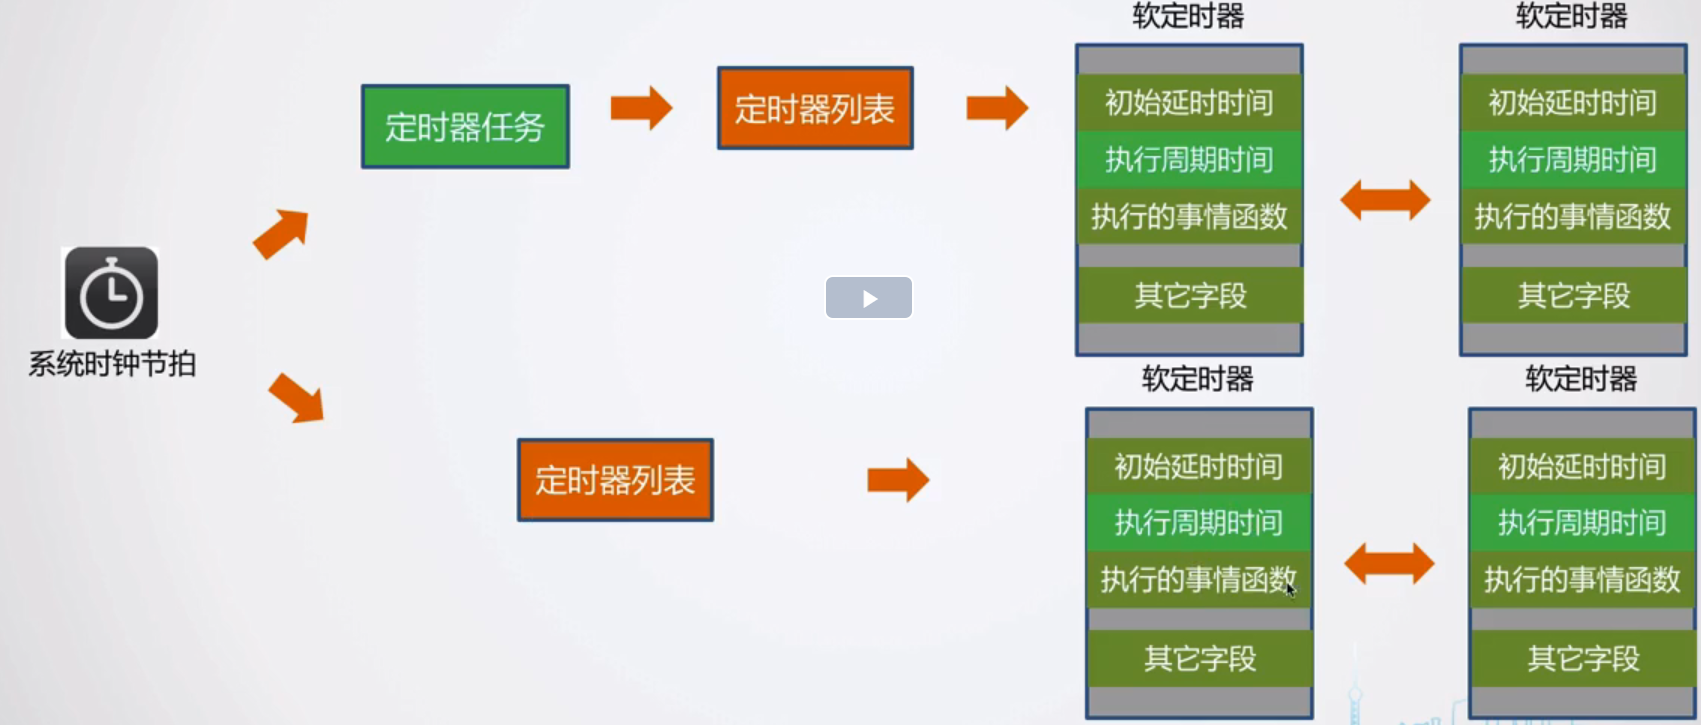 软定时器
软定时器
定时器任务
定时器列表
初始延时时间
执行周期时间
执行的事情函数
其它字段
初始延时时间
执行周期时间
执行的事情函数
其它字段
系统时钟节拍
定时器列表
软定时器
软定时器
初始延时时间
执行周期时间
执行的事情函数
其它字段
初始延时时间
执行周期时间
执行的事情函数
其它字段